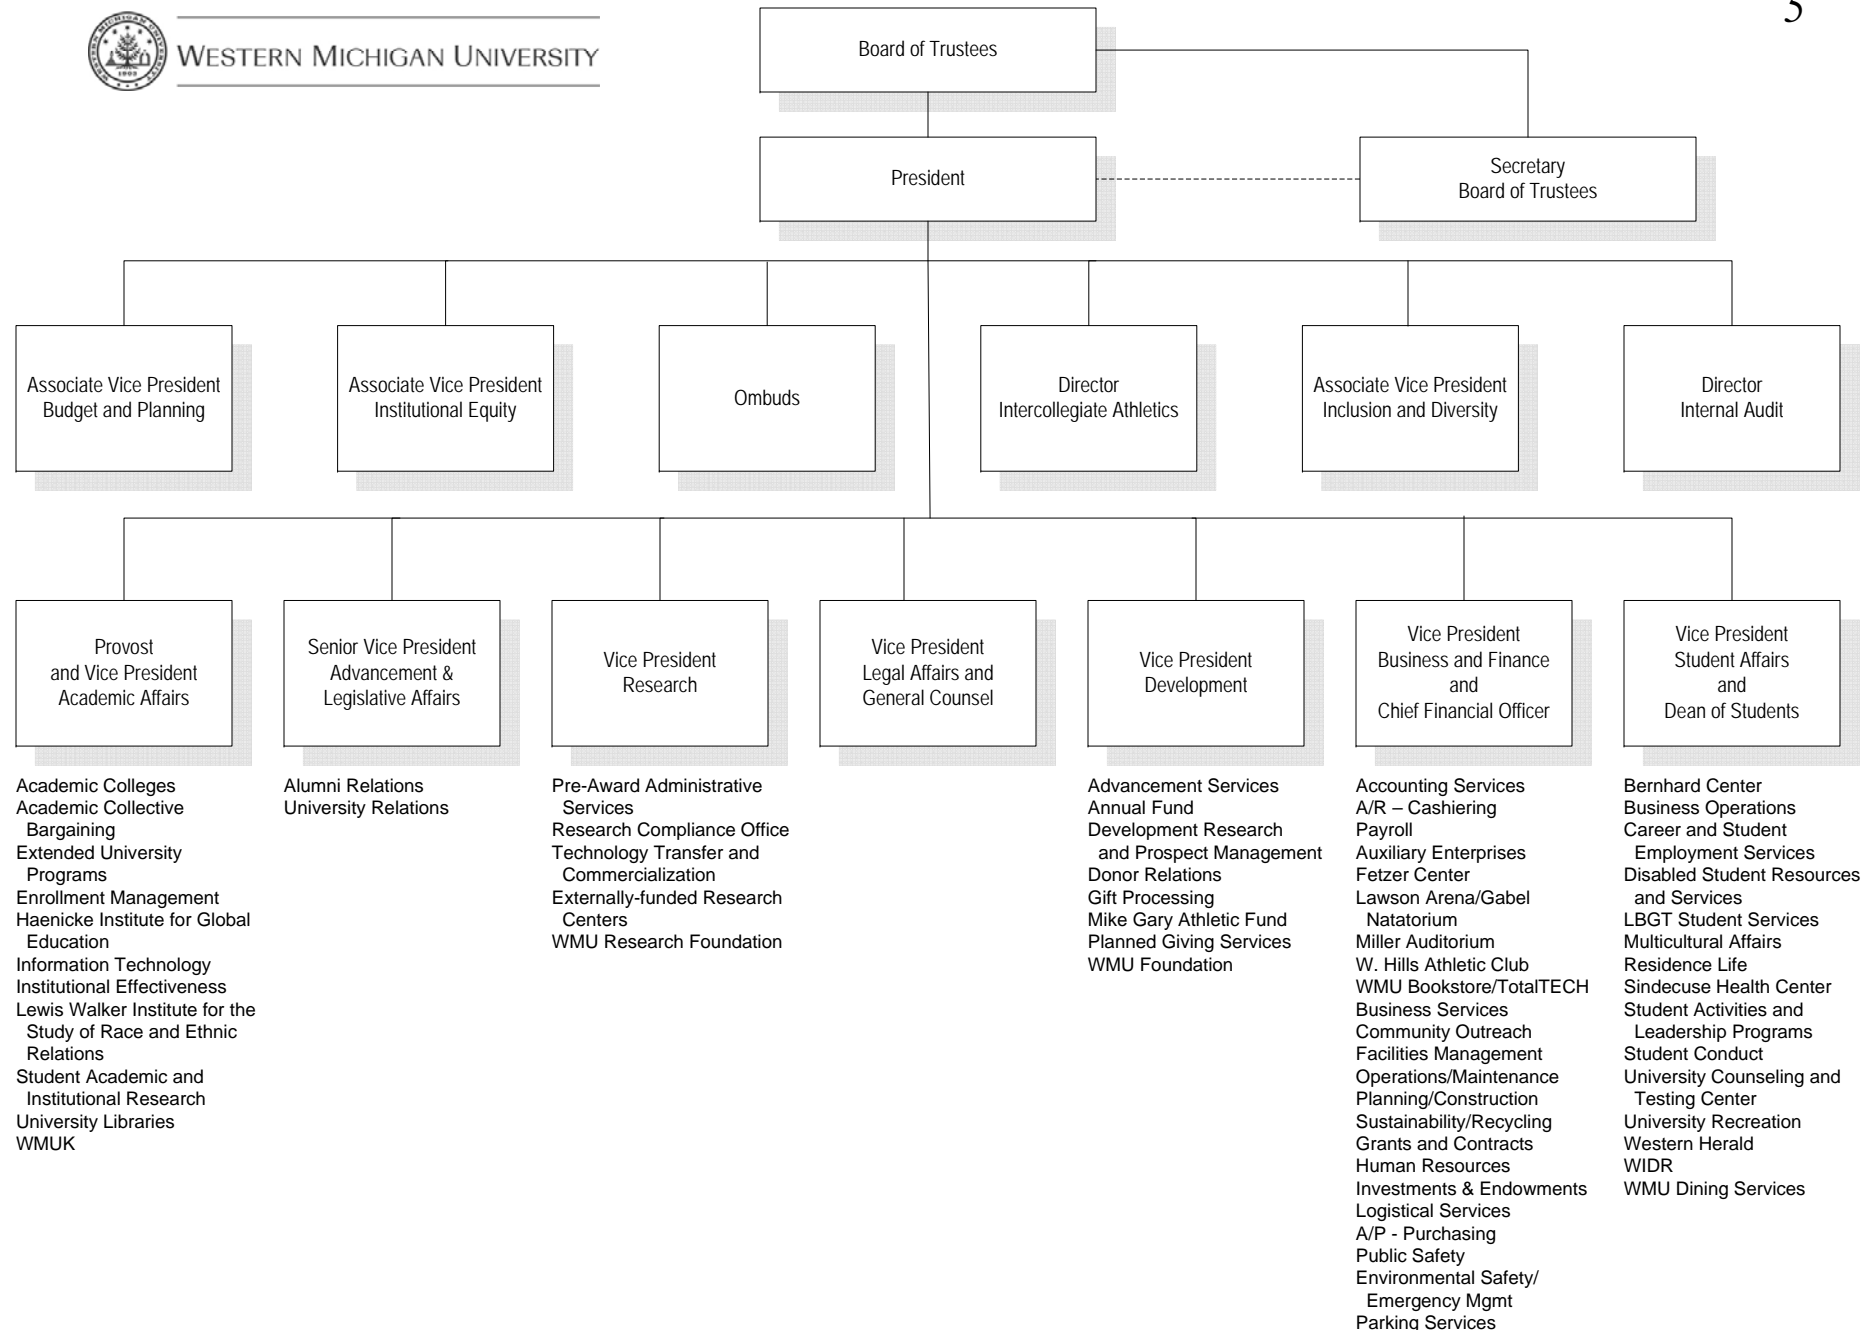 5
WESTERN MICHIGAN UNIVERSITY
Board of Trustees
President
Secretary
Board of Trustees
Associate Vice President
Budget and Planning
Associate Vice President
Institutional Equity
Ombuds
Director
Intercollegiate Athletics
Associate Vice President
Inclusion and Diversity
Director
Internal Audit
Provost
and Vice President
Academic Affairs
Senior Vice President
Advancement &
Legislative Affairs
Vice President
Research
Vice President
Legal Affairs and
General Counsel
Vice President
Development
Vice President
Business and Finance
and
Chief Financial Officer
Vice President
Student Affairs
and
Dean of Students
Academic Colleges
Academic Collective
Bargaining
Extended University
Programs
Enrollment Management
Haenicke Institute for Global
Education
Information Technology
Institutional Effectiveness
Lewis Walker Institute for the
Study of Race and Ethnic
Relations
Student Academic and
Institutional Research
University Libraries
WMUK
Alumni Relations
University Relations
Pre-Award Administrative
Services
Research Compliance Office
Technology Transfer and
Commercialization
Externally-funded Research
Centers
WMU Research Foundation
Advancement Services
Annual Fund
Development Research
and Prospect Management
Donor Relations
Gift Processing
Mike Gary Athletic Fund
Planned Giving Services
WMU Foundation
Accounting Services
A/R – Cashiering
Payroll
Auxiliary Enterprises
Fetzer Center
Lawson Arena/Gabel
Natatorium
Miller Auditorium
W. Hills Athletic Club
WMU Bookstore/TotalTECH
Business Services
Community Outreach
Facilities Management
Operations/Maintenance
Planning/Construction
Sustainability/Recycling
Grants and Contracts
Human Resources
Investments & Endowments
Logistical Services
A/P - Purchasing
Public Safety
Environmental Safety/
Emergency Mgmt
Parking Services
Bernhard Center
Business Operations
Career and Student
Employment Services
Disabled Student Resources
and Services
LBGT Student Services
Multicultural Affairs
Residence Life
Sindecuse Health Center
Student Activities and
Leadership Programs
Student Conduct
University Counseling and
Testing Center
University Recreation
Western Herald
WIDR
WMU Dining Services